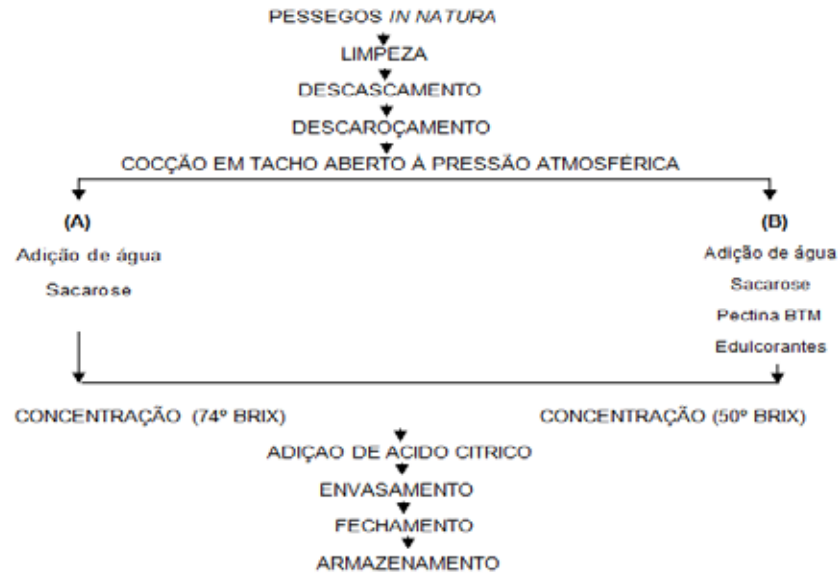 PESSEGOS IN NATURA
LIMPEZA
DESCASCAMENTO
DESCAROÇAMENTO
COCÇÃO EM TACHO ABERTO À PRESSÃO ATMOSFÉRICA
(A)
Adição de água
Sacarose
(B)
Adição de água
Sacarose
Pectina BTM
Edulcorantes
CONCENTRAÇÃO (74º BRIX)
CONCENTRAÇÃO (50º BRIX)
ADIÇAO DE ACIDO CITRICO
ENVASAMENTO
FECHAMENTO
ARMAZENAMENTO